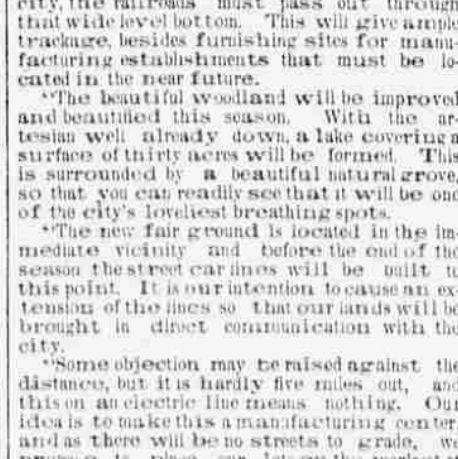 city, the railroads must pass out through
that wide level bottom. This will give ample
trackage, besides furnishing sites for manu-
facturing establishments that must be lo-
cated in the near future.
"The beautiful woodland will be improved
and beautified this season. With the ar-
tesian well already down, a lake covering a
surface of thirty acres will be formed. This
is surrounded by a beautiful natural grove,
so that you can readily see that it will be one
of the city's loveliest breathing spots.
"The new fair ground is located in the im-
mediate vicinity and before the end of the
season the street car lines will be built to
this point. It is our intention to cause an ex-
tension of the lines so that our lands will be
brought in direct communication with the
city.
"Some objection may be raised against the
distance, but it is hardly five miles out, and
this on an electric line means nothing. Our
idea is to make this a manufacturing center,
and as there will be no streets to grade, we
to place our